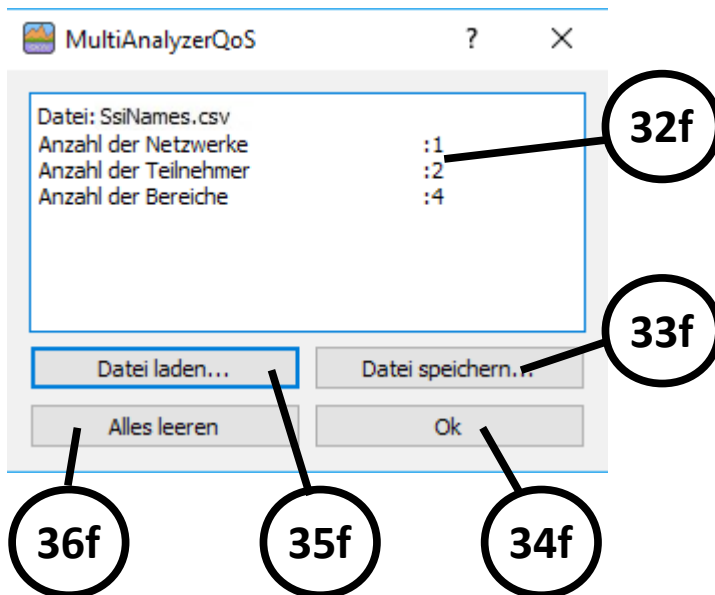 MultiAnalyzerQoS ? ×
Datei: SsiNames.csv
Anzahl der Netzwerke :1
Anzahl der Teilnehmer :2
Anzahl der Bereiche :4
32f
33f
Datei laden... Datei speichern...
Alles leeren Ok
36f 35f 34f